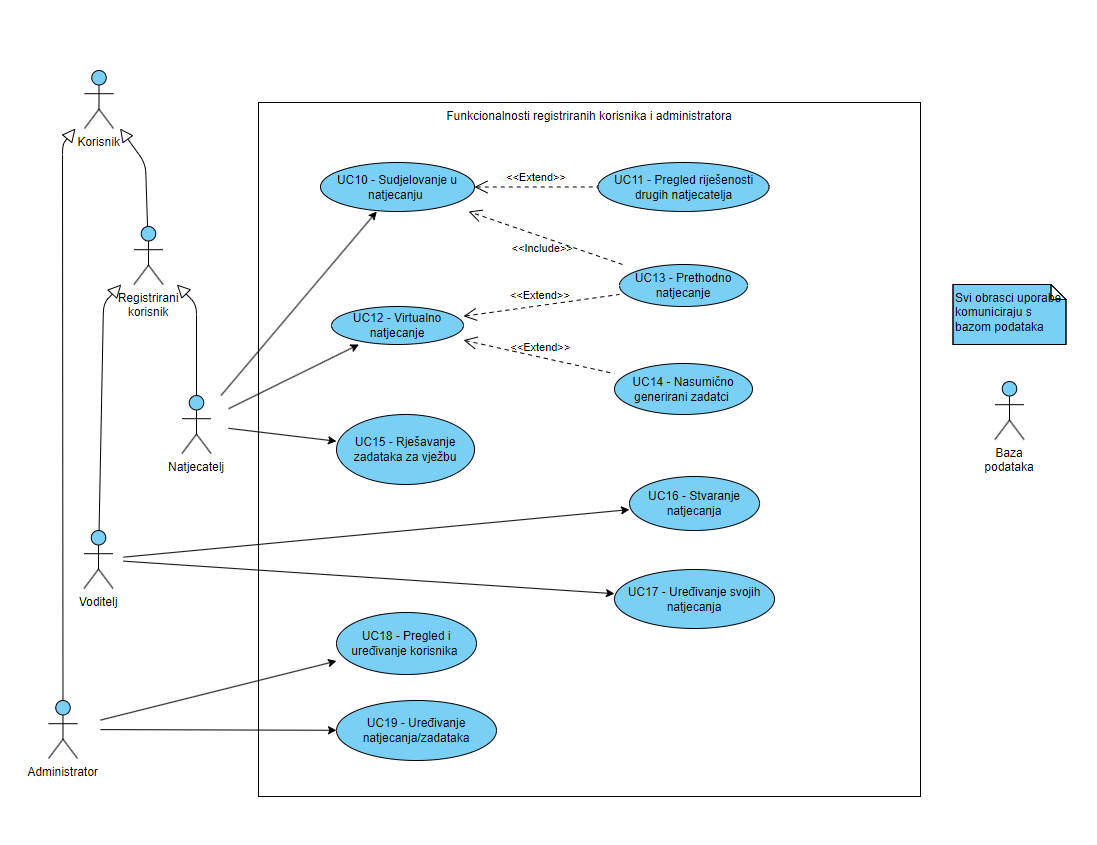 Korisnik
Funkcionalnosti registriranih korisnika i administratora
UC10 - Sudjelovanje u
natjecanju
<<Extend>>
UC11 - Pregled riješenosti
drugih natjecatelja
Registrirani
korisnik
<<Include>>
UC13 - Prethodno
natjecanje
<<Extend>>
UC12 - Virtualno
natjecanje
<<Extend>>
UC14 - Nasumično
generirani zadatci
Svi obrasci uporabe
komuniciraju s
bazom podataka
Natjecatelj
UC15 - Rješavanje
zadataka za vježbu
Baza
podataka
UC16 - Stvaranje
natjecanja
Voditelj
UC17 - Uređivanje svojih
natjecanja
UC18 - Pregled i
uređivanje korisnika
UC19 - Uređivanje
natjecanja/zadataka
Administrator